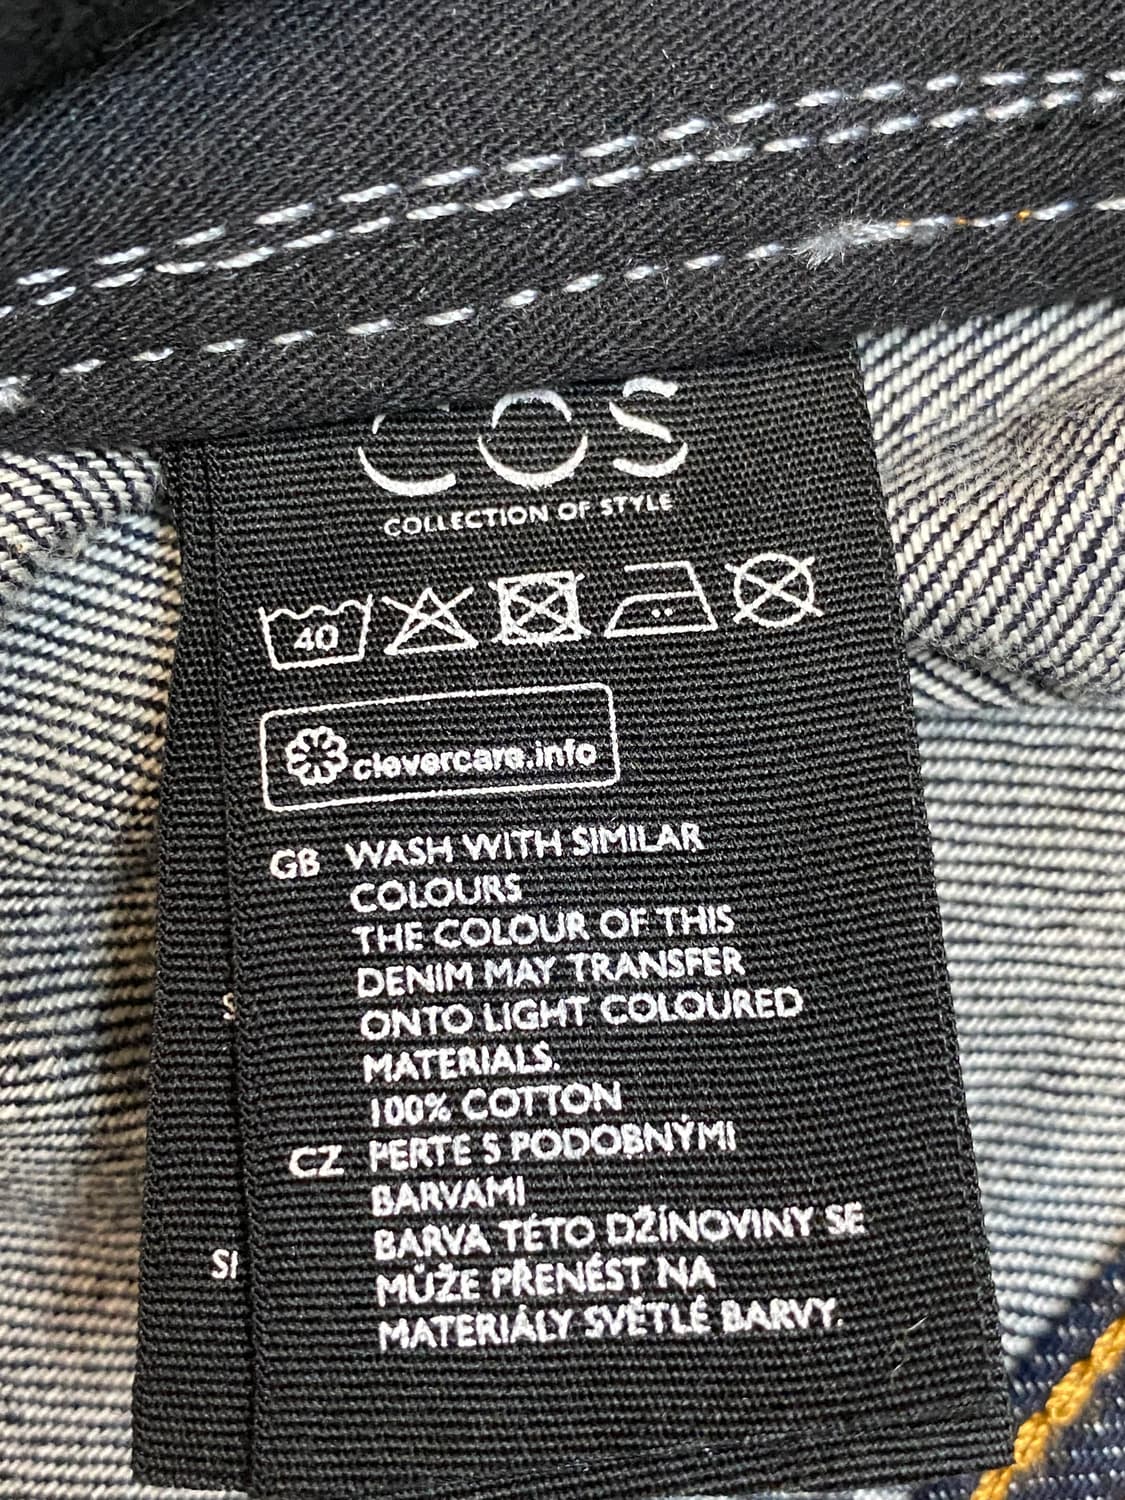 COS
COLLECTION OF STYLE
40
clevercare.info
GB WASH WITH SIMILAR
COLOURS
THE COLOUR OF THIS
DENIM MAY TRANSFER
ONTO LIGHT COLOURED
MATERIALS.
100% COTTON
CZ PERTE S PODOBNÝMI
BARVAMI
BARVA TÉTO DŽÍNOVINY SE
MŮŽE PŘENÉST NA
MATERIÁLY SVĚTLÉ BARVY.
SI